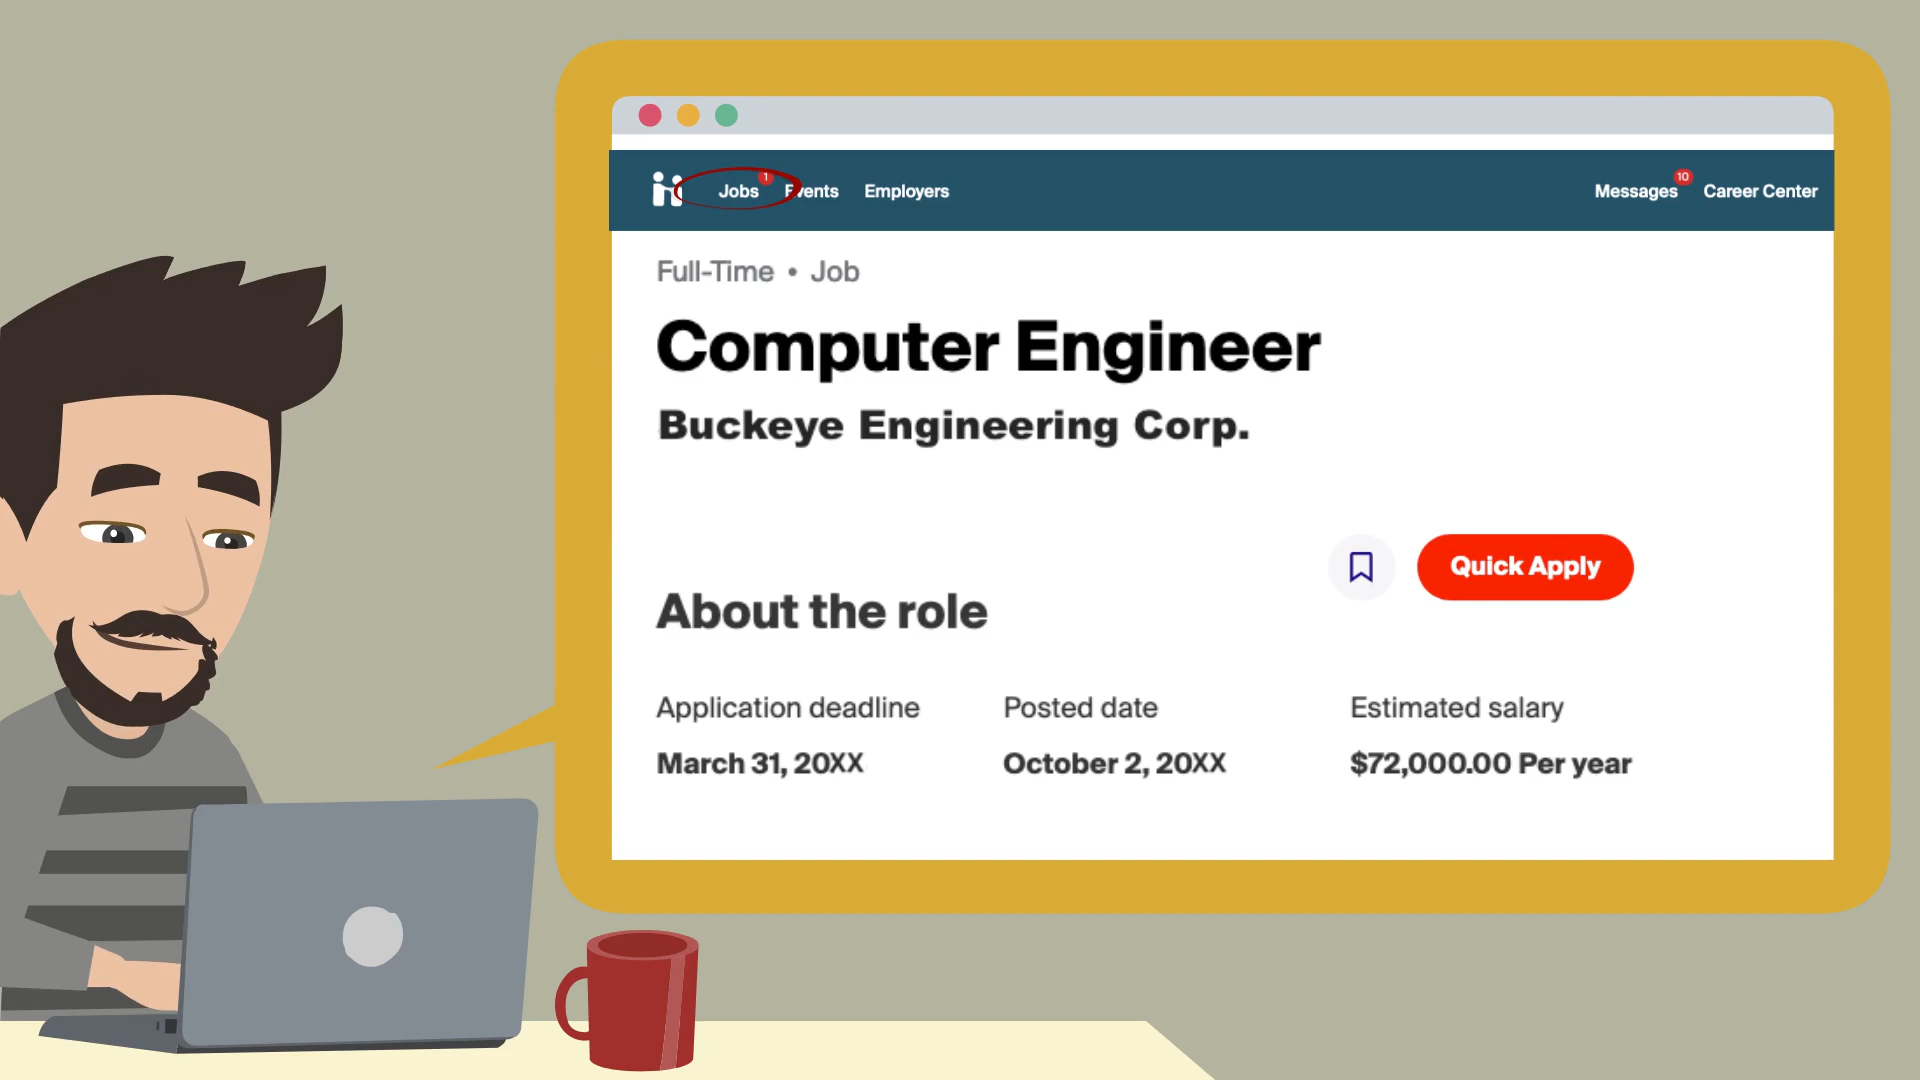 Jobs 1 Events Employers Messages 10 Career Center
Full-Time • Job
Computer Engineer
Buckeye Engineering Corp.
Quick Apply
About the role
Application deadline Posted date Estimated salary
March 31, 20XX October 2, 20XX $72,000.00 Per year